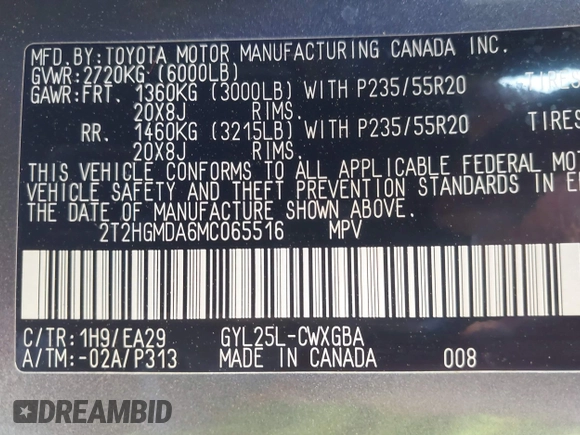 MFD.BY:TOYOTA MOTOR MANUFACTURING CANADA INC.
GVWR:2720KG (6000LB)
GAWR:FRT. 1360KG (3000LB) WITH P235/55R20 TIRES
20X8J RIMS.
RR. 1460KG (3215LB) WITH P235/55R20 TIRES
20X8J RIMS.
THIS VEHICLE CONFORMS TO ALL APPLICABLE FEDERAL MOT
VEHICLE SAFETY AND THEFT PREVENTION STANDARDS IN E
THE DATE OF MANUFACTURE SHOWN ABOVE.
2T2HGMDA6MC065516 MPV
C/TR:1H9/EA29 GYL25L-CWXGBA
A/TM:-02A/P313 MADE IN CANADA 008
DREAMBID